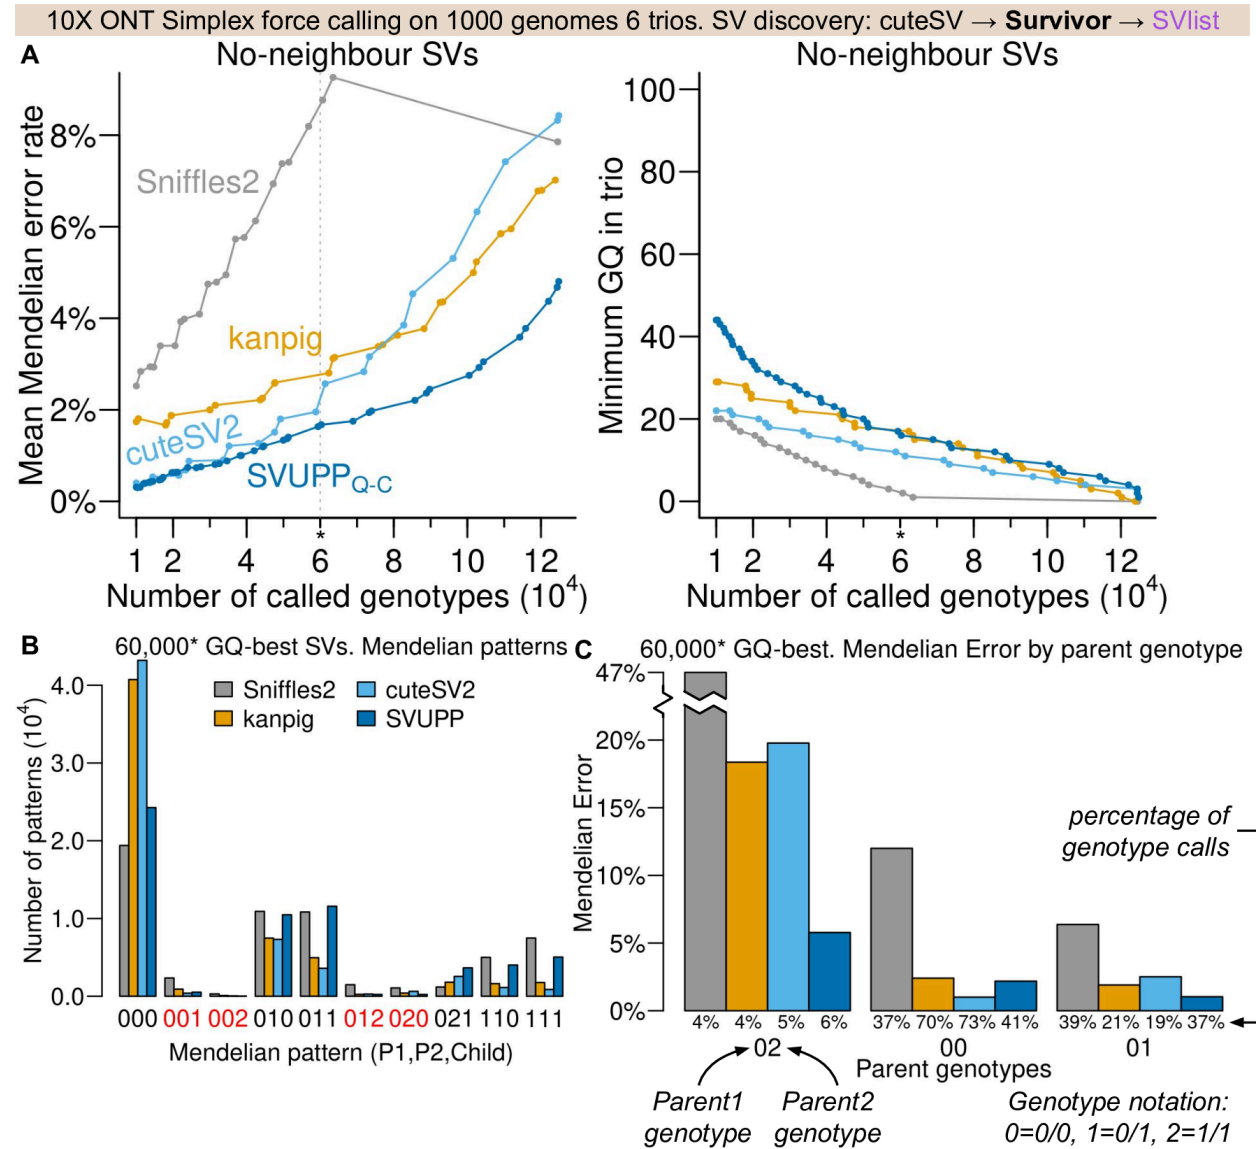 10X ONT Simplex force calling on 1000 genomes 6 trios. SV discovery: cuteSV → Survivor → SVlist
A
No-neighbour SVs
Mean Mendelian error rate
8%
6%
4%
2%
0%
Sniffles2
kanpig
cuteSV2
SVUPP Q-C
1 2 4 6 8 10 12
*
Number of called genotypes (10^4)
No-neighbour SVs
Minimum GQ in trio
100
80
60
40
20
0
1 2 4 6 8 10 12
*
Number of called genotypes (10^4)
B
60,000* GQ-best SVs. Mendelian patterns
Number of patterns (10^4)
4.0
3.0
2.0
1.0
0.0
Sniffles2
kanpig
cuteSV2
SVUPP
000 001 002 010 011 012 020 021 110 111
Mendelian pattern (P1,P2,Child)
C
60,000* GQ-best. Mendelian Error by parent genotype
Mendelian Error
47%
20%
15%
10%
5%
0%
percentage of
genotype calls
4% 4% 5% 6% 37% 70% 73% 41% 39% 21% 19% 37%
02 00 01
Parent genotypes
Parent1
genotype
Parent2
genotype
Genotype notation:
0=0/0, 1=0/1, 2=1/1